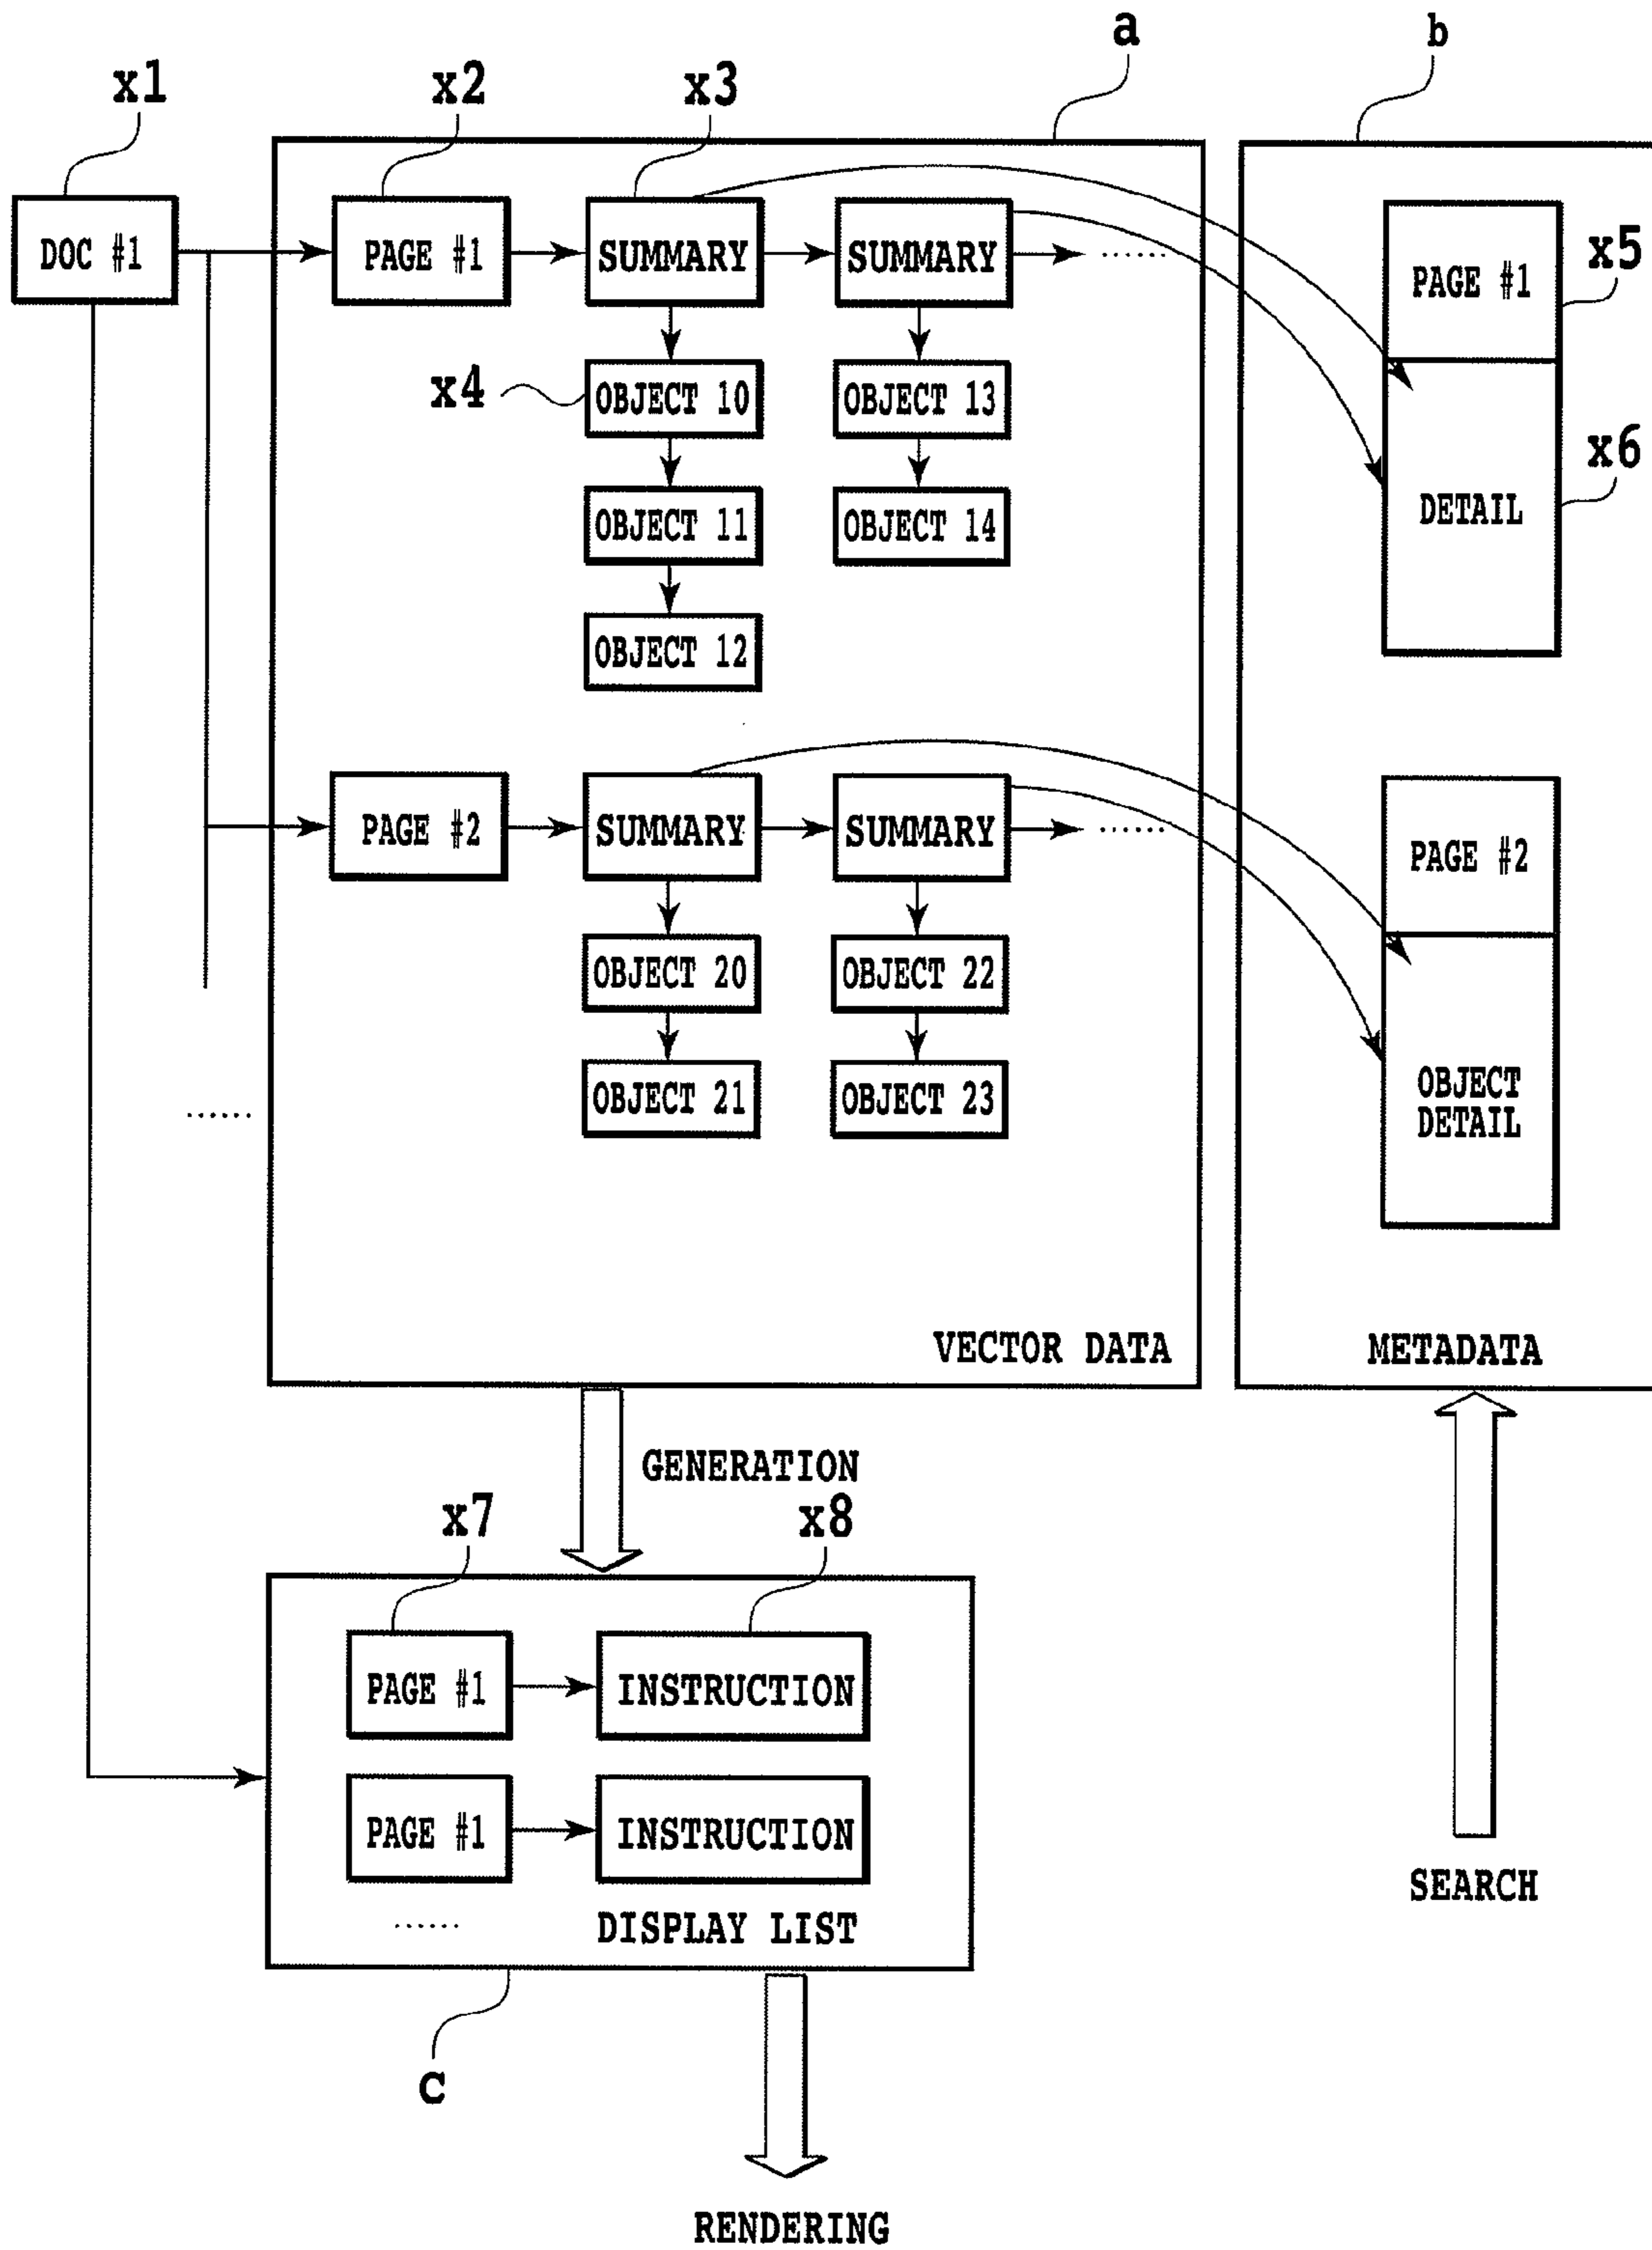 a
b
x1
x2
x3
DOC #1
PAGE #1
SUMMARY
SUMMARY
......
PAGE #1
x5
x4
OBJECT 10
OBJECT 13
x6
OBJECT 11
OBJECT 14
DETAIL
OBJECT 12
PAGE #2
SUMMARY
SUMMARY
......
PAGE #2
OBJECT 20
OBJECT 22
OBJECT 21
OBJECT 23
OBJECT
DETAIL
......
VECTOR DATA
METADATA
GENERATION
x7
x8
PAGE #1
INSTRUCTION
PAGE #1
INSTRUCTION
......
DISPLAY LIST
SEARCH
C
RENDERING